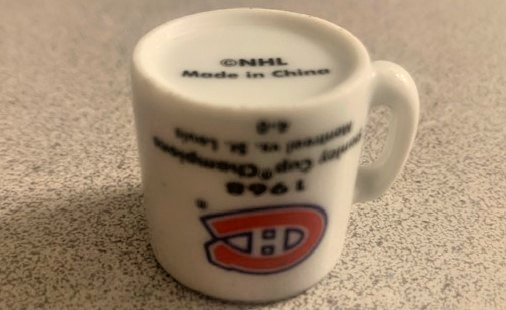 ©NHL
Made in China
1968
Stanley Cup® Champions
Montreal vs. St. Louis
4-0
®